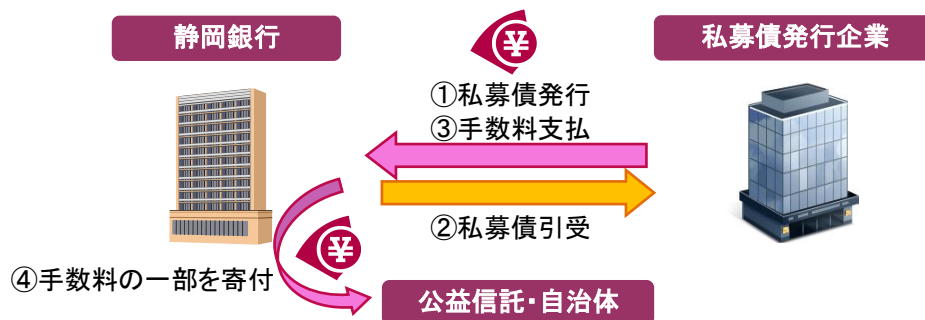 静岡銀行
私募債発行企業
¥
①私募債発行
③手数料支払
②私募債引受
¥
④手数料の一部を寄付
公益信託・自治体